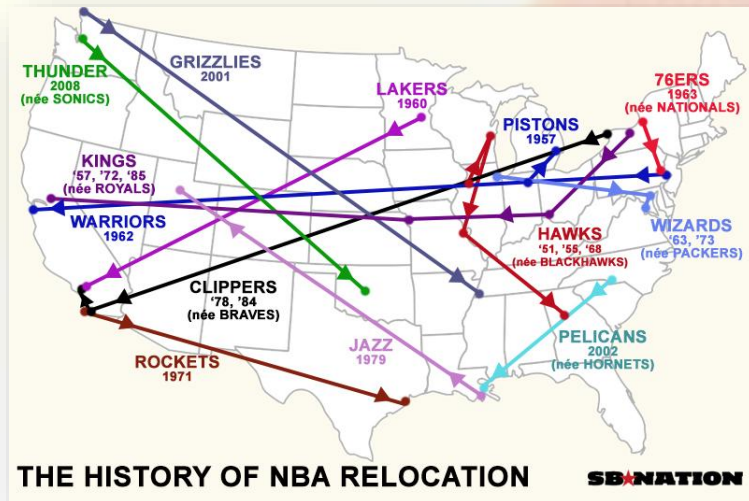 GRIZZLIES
2001
THUNDER
2008
(née SONICS)
LAKERS
1960
76ERS
1963
(née NATIONALS)
PISTONS
1957
KINGS
'57, '72, '85
(née ROYALS)
WARRIORS
1962
HAWKS
'51, '55, '68
(née BLACKHAWKS)
WIZARDS
'63, '73
(née PACKERS)
CLIPPERS
'78, '84
(née BRAVES)
ROCKETS
1971
JAZZ
1979
PELICANS
2002
(née HORNETS)
THE HISTORY OF NBA RELOCATION
SB★NATION